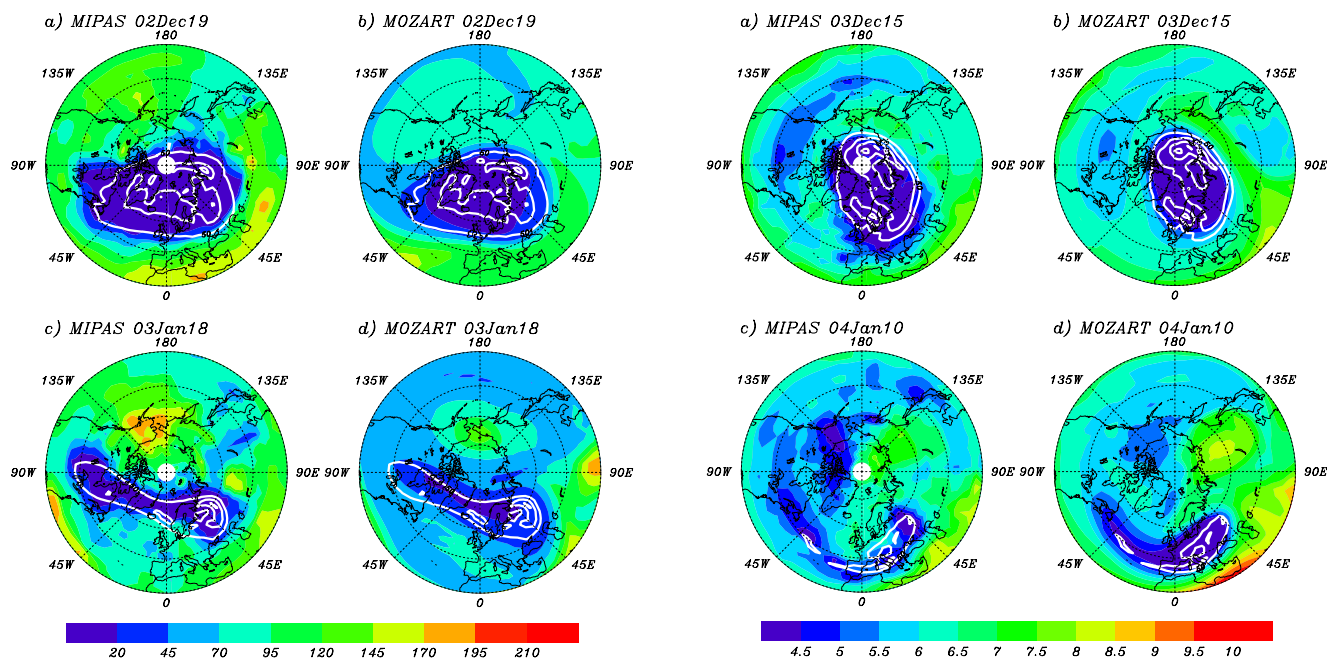 a) MIPAS 02Dec19
b) MOZART 02Dec19
a) MIPAS 03Dec15
b) MOZART 03Dec15
180
180
180
180
135W
135E
135W
135E
135W
135E
135W
135E
90W
90E
90W
90E
90W
90E
90W
90E
45W
45E
45W
45E
45W
45E
45W
45E
0
0
0
0
c) MIPAS 03Jan18
d) MOZART 03Jan18
c) MIPAS 04Jan10
d) MOZART 04Jan10
180
180
180
180
135W
135E
135W
135E
135W
135E
135W
135E
90W
90E
90W
90E
90W
90E
90W
90E
45W
45E
45W
45E
45W
45E
45W
45E
0
0
0
0
20 45 70 95 120 145 170 195 210
4.5 5 5.5 6 6.5 7 7.5 8 8.5 9 9.5 10